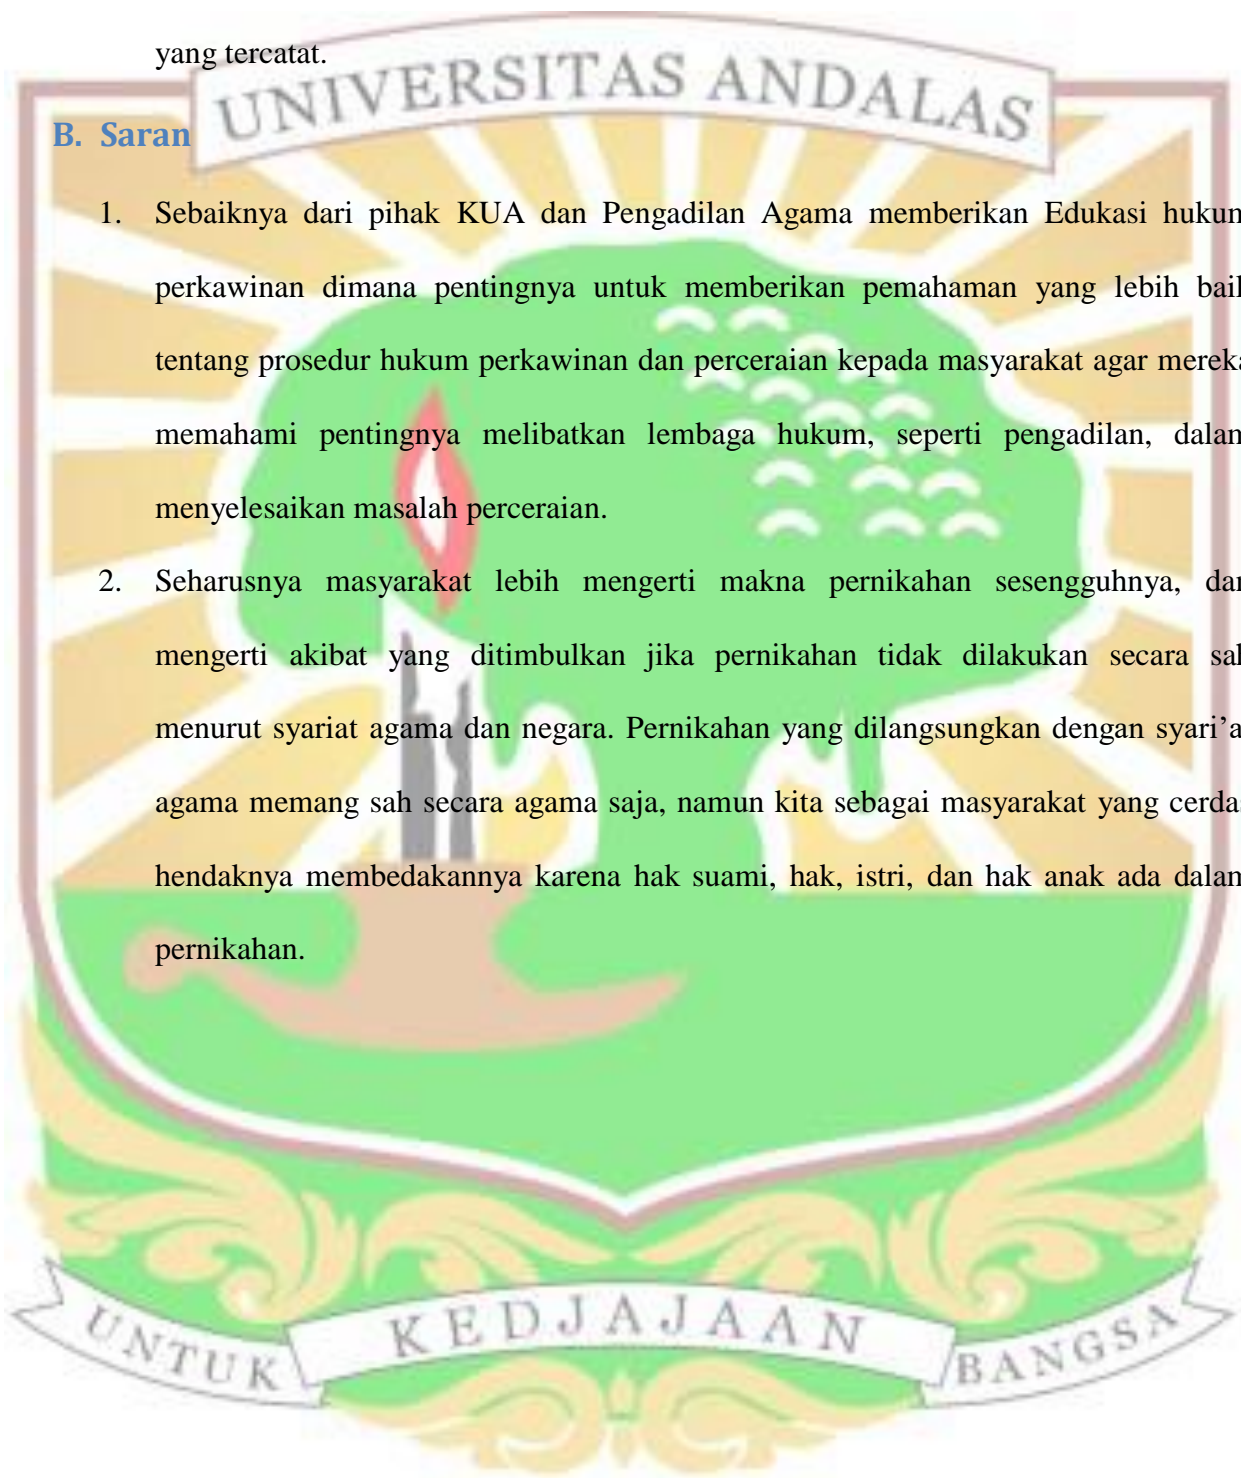 yang tercatat.
UNIVERSITAS ANDALAS
B. Saran
1. Sebaiknya dari pihak KUA dan Pengadilan Agama memberikan Edukasi hukum
perkawinan dimana pentingnya untuk memberikan pemahaman yang lebih baik
tentang prosedur hukum perkawinan dan perceraian kepada masyarakat agar mereka
memahami pentingnya melibatkan lembaga hukum, seperti pengadilan, dalam
menyelesaikan masalah perceraian.
2. Seharusnya masyarakat lebih mengerti makna pernikahan sesengguhnya, dan
mengerti akibat yang ditimbulkan jika pernikahan tidak dilakukan secara sah
menurut syariat agama dan negara. Pernikahan yang dilangsungkan dengan syari’a
agama memang sah secara agama saja, namun kita sebagai masyarakat yang cerdas
hendaknya membedakannya karena hak suami, hak, istri, dan hak anak ada dalam
pernikahan.
UNTUK KEDJAJAAN BANGSA